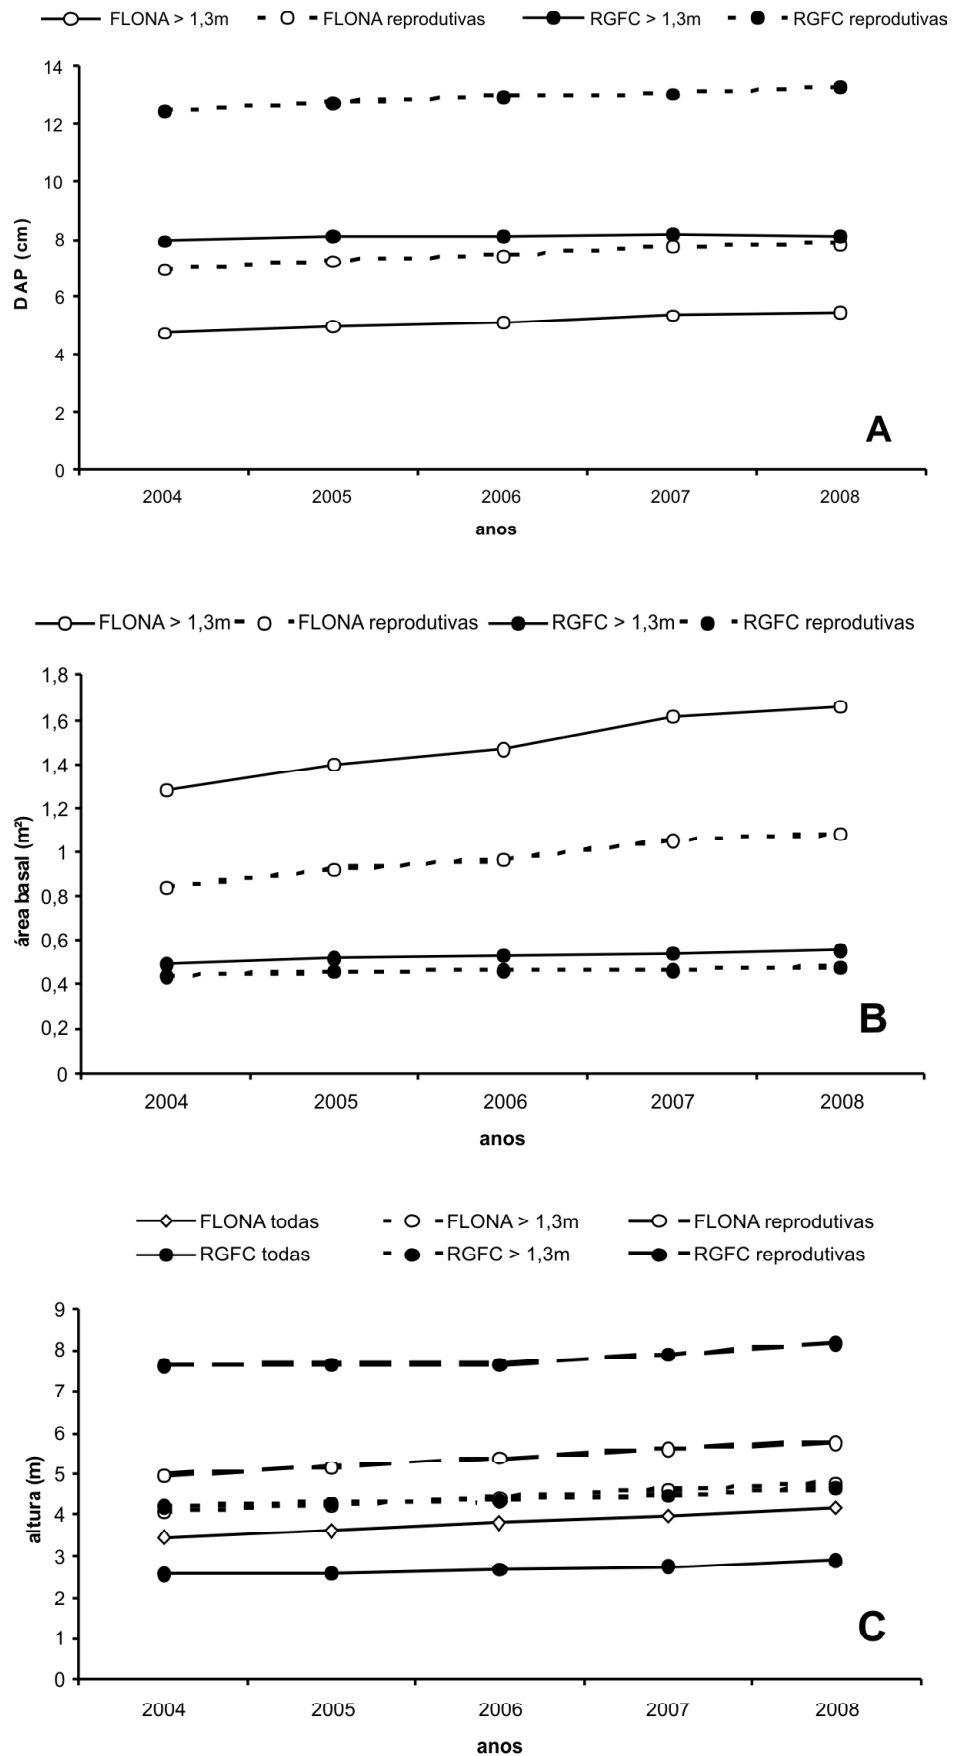 FLONA > 1,3m FLONA reprodutivas RGFC > 1,3m RGFC reprodutivas
14
12
10
8
6
4
2
0
DAP (cm)
A
2004 2005 2006 2007 2008
anos
FLONA > 1,3m FLONA reprodutivas RGFC > 1,3m RGFC reprodutivas
1,8
1,6
1,4
1,2
1
0,8
0,6
0,4
0,2
0
área basal (m²)
B
2004 2005 2006 2007 2008
anos
FLONA todas FLONA > 1,3m FLONA reprodutivas
RGFC todas RGFC > 1,3m RGFC reprodutivas
9
8
7
6
5
4
3
2
1
0
altura (m)
C
2004 2005 2006 2007 2008
anos